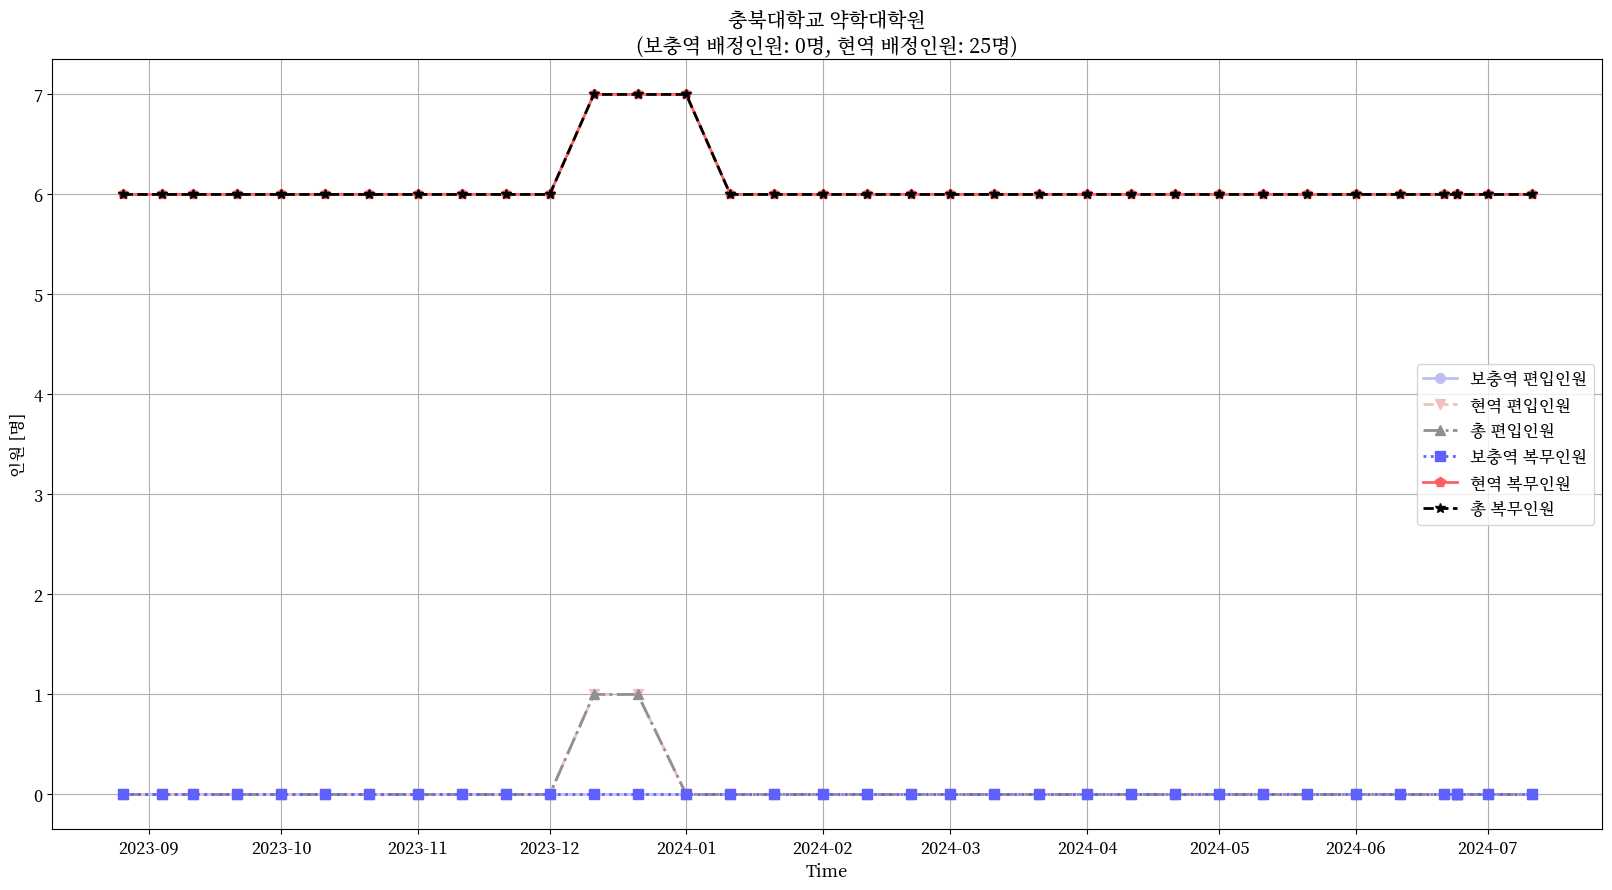 충북대학교 약학대학원
(보충역 배정인원: 0명, 현역 배정인원: 25명)
7
6
5
4
3
2
1
0
인원 [명]
보충역 편입인원
현역 편입인원
총 편입인원
보충역 복무인원
현역 복무인원
총 복무인원
2023-09 2023-10 2023-11 2023-12 2024-01 2024-02 2024-03 2024-04 2024-05 2024-06 2024-07
Time